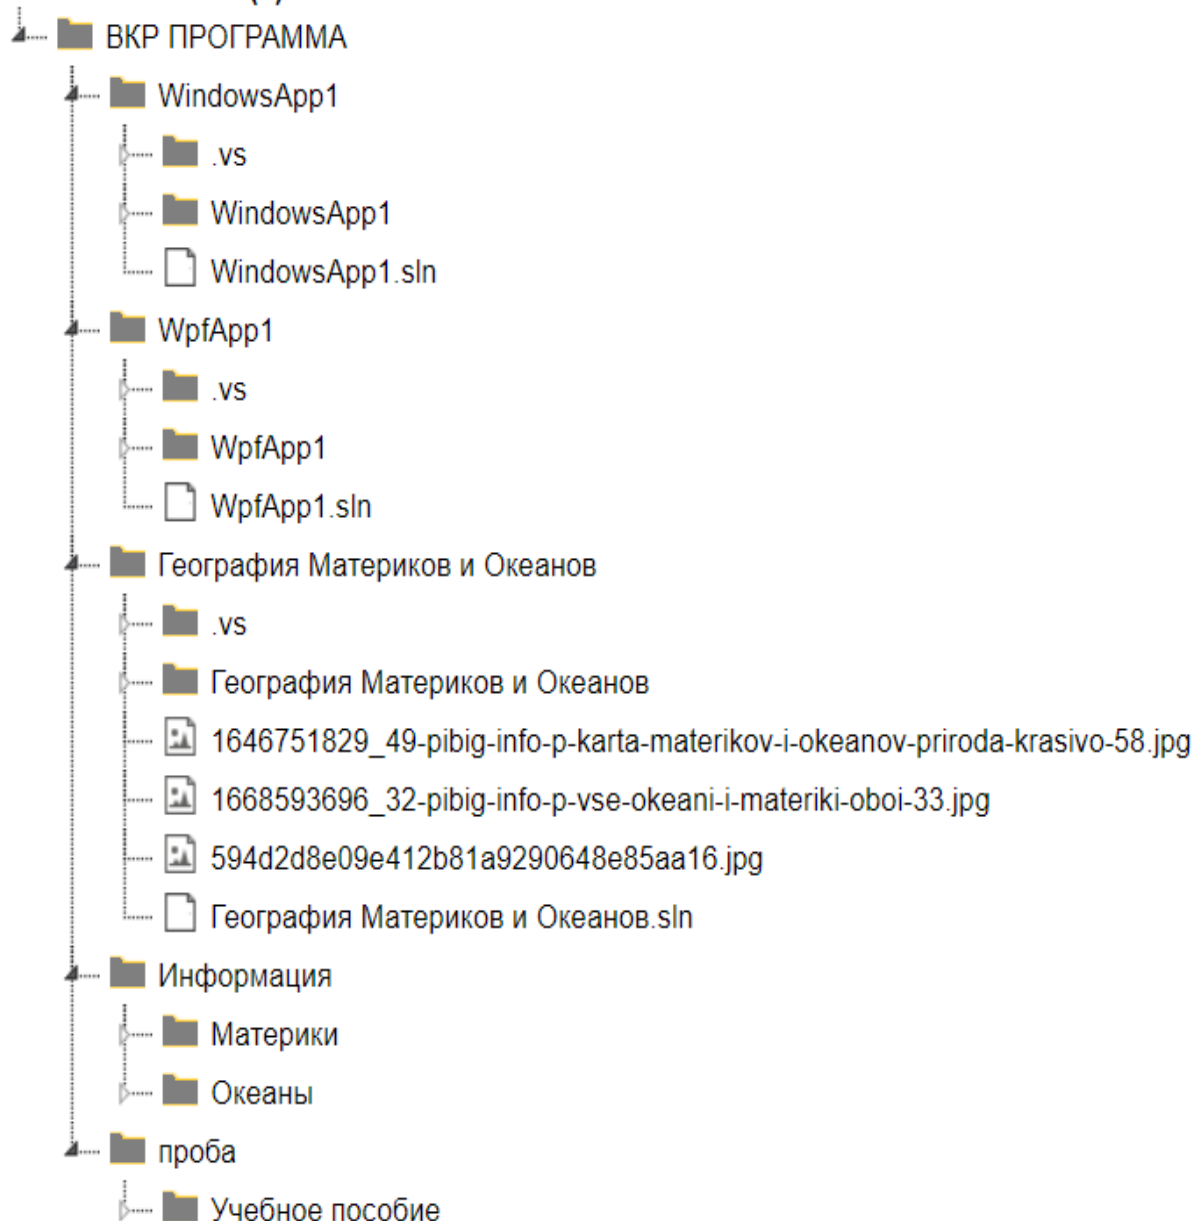 ВКР ПРОГРАММА
WindowsApp1
.vs
WindowsApp1
WindowsApp1.sln
WpfApp1
.vs
WpfApp1
WpfApp1.sln
География Материков и Океанов
.vs
География Материков и Океанов
1646751829_49-pibig-info-p-karta-materikov-i-okeanov-priroda-krasivo-58.jpg
1668593696_32-pibig-info-p-vse-okeani-i-materiki-oboi-33.jpg
594d2d8e09e412b81a9290648e85aa16.jpg
География Материков и Океанов.sln
Информация
Материки
Океаны
проба
Учебное пособие